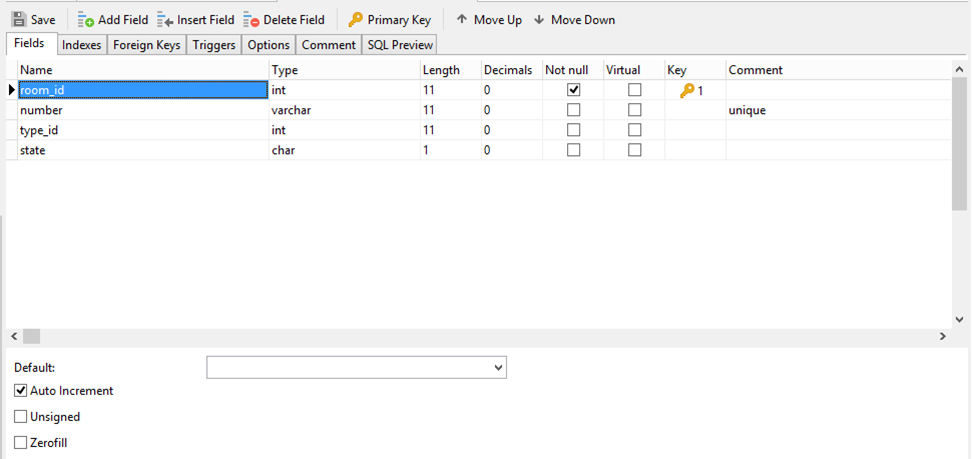 Save Add Field Insert Field Delete Field Primary Key Move Up Move Down
Fields Indexes Foreign Keys Triggers Options Comment SQL Preview
Name Type Length Decimals Not null Virtual Key Comment
room_id int 11 0 1
number varchar 11 0 unique
type_id int 11 0
state char 1 0
Default:
Auto Increment
Unsigned
Zerofill